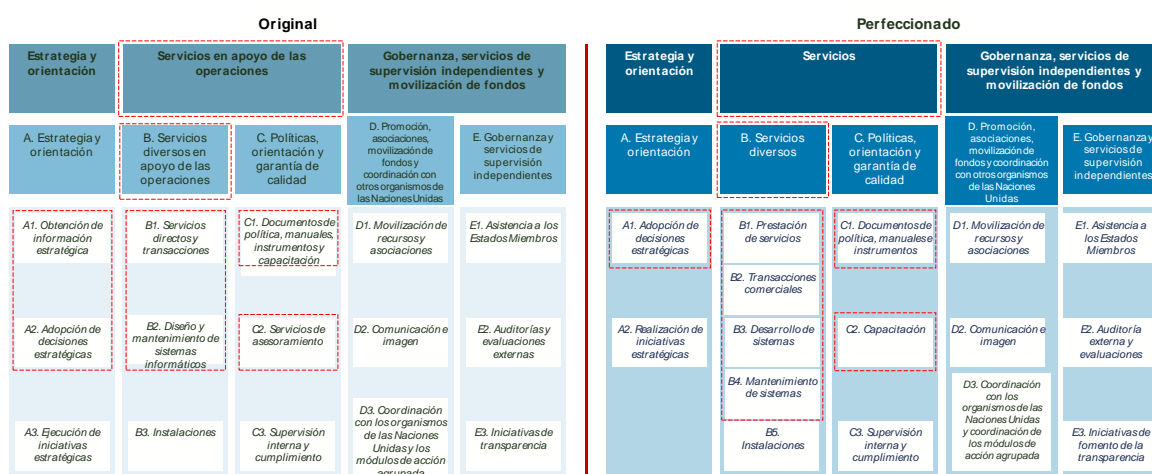 Original
Estrategia y
orientación
Servicios en apoyo de las
operaciones
Gobernanza, servicios de
supervisión independientes y
movilización de fondos
A. Estrategia y
orientación
B. Servicios
diversos en
apoyo de las
operaciones
C. Políticas,
orientación y
garantía de
calidad
D. Promoción,
asociaciones,
movilización de
fondos y
coordinación con
otros organismos de
las Naciones Unidas
E. Gobernanza y
servicios de
supervisión
independientes
A1. Obtención de
información
estratégica
B1. Servicios
directos y
transacciones
C1. Documentos de
política, manuales,
instrumentos y
capacitación
D1. Movilización de
recursos y
asociaciones
E1. Asistencia a los
Estados Miembros
A2. Adopción de
decisiones
estratégicas
B2. Diseño y
mantenimiento de
sistemas
informáticos
C2. Servicios de
asesoramiento
D2. Comunicación e
imagen
E2. Auditorías y
evaluaciones
externas
A3. Ejecución de
iniciativas
estratégicas
B3. Instalaciones
C3. Supervisión
interna y
cumplimiento
D3. Coordinación
con los organismos
de las Naciones
Unidas y los
módulos de acción
agrupada
E3. Iniciativas de
transparencia
Perfeccionado
Estrategia y
orientación
Servicios
Gobernanza, servicios de
supervisión independientes y
movilización de fondos
A. Estrategia y
orientación
B. Servicios
diversos
C. Políticas,
orientación y
garantía de
calidad
D. Promoción,
asociaciones,
movilización de
fondos y coordinación
con otros organismos
de las Naciones
Unidas
E. Gobernanza y
servicios de
supervisión
independientes
A1. Adopción de
decisiones
estratégicas
B1. Prestación
de servicios
C1. Documentos de
política, manuales e
instrumentos
D1. Movilización de
recursos y
asociaciones
E1. Asistencia a
los Estados
Miembros
B2. Transacciones
comerciales
A2. Realización de
iniciativas
estratégicas
B3. Desarrollo de
sistemas
C2. Capacitación
D2. Comunicación e
imagen
E2. Auditoría
externa y
evaluaciones
B4. Mantenimiento
de sistemas
B5.
Instalaciones
C3. Supervisión
interna y
cumplimiento
D3. Coordinación
con los
organismos de las
Naciones Unidas
y coordinación de
los módulos de
acción agrupada
E3. Iniciativas de
fomento de la
transparencia